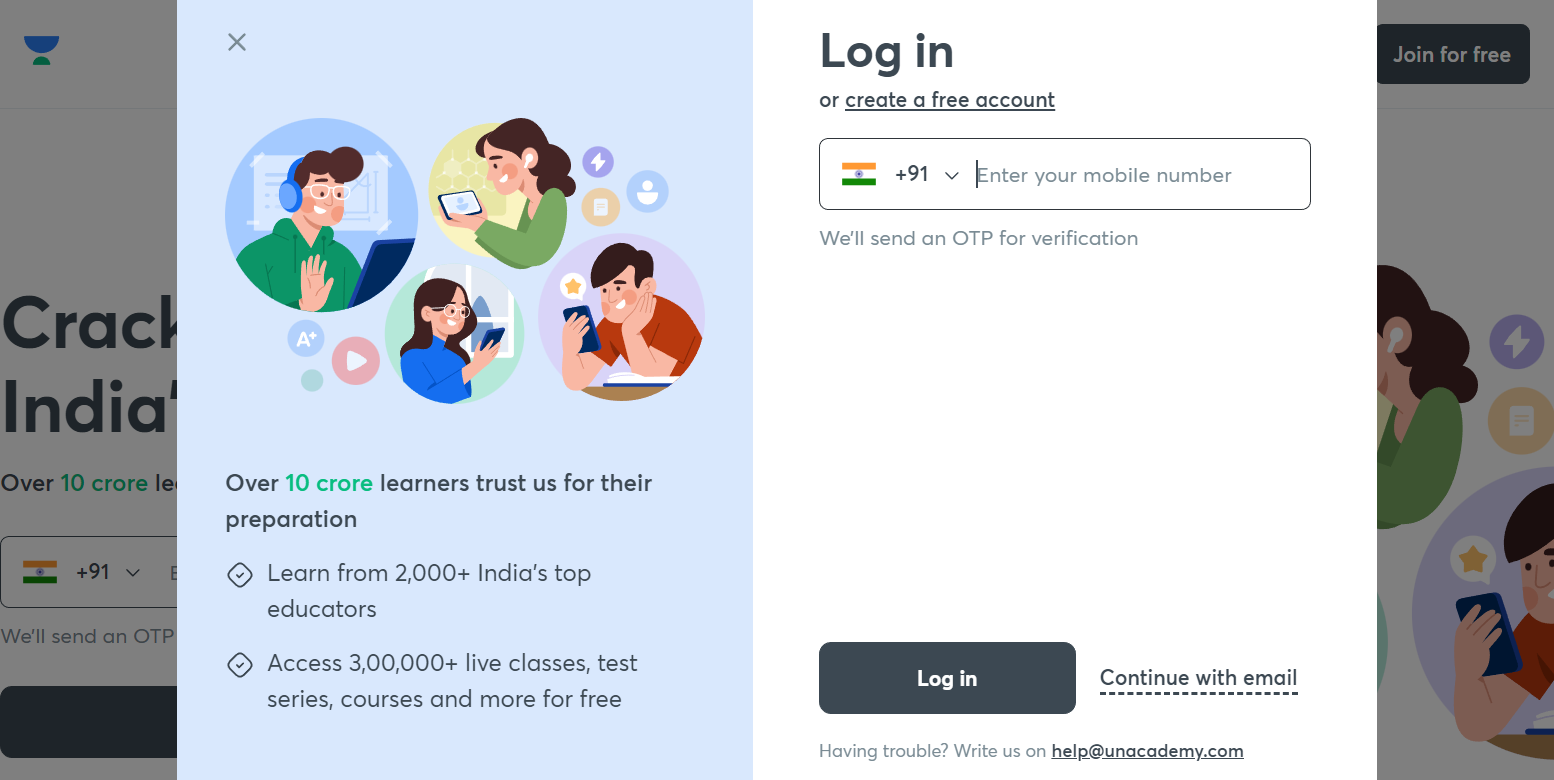 Log in
or create a free account
+91 Enter your mobile number
We'll send an OTP for verification
Log in
Continue with email
Having trouble? Write us on help@unacademy.com
A+
Over 10 crore learners trust us for their
preparation
Learn from 2,000+ India's top
educators
Access 3,00,000+ live classes, test
series, courses and more for free
Join for free
Crack
India'
Over 10 crore
+91
We'll send an OTP